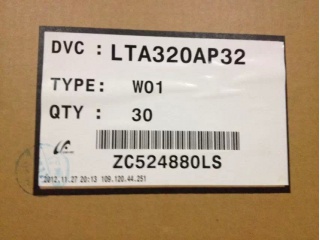 DVC : LTA320AP32
TYPE: W01
QTY : 30
ZC524880LS
2012.11.27 20:13 109.120.44.251